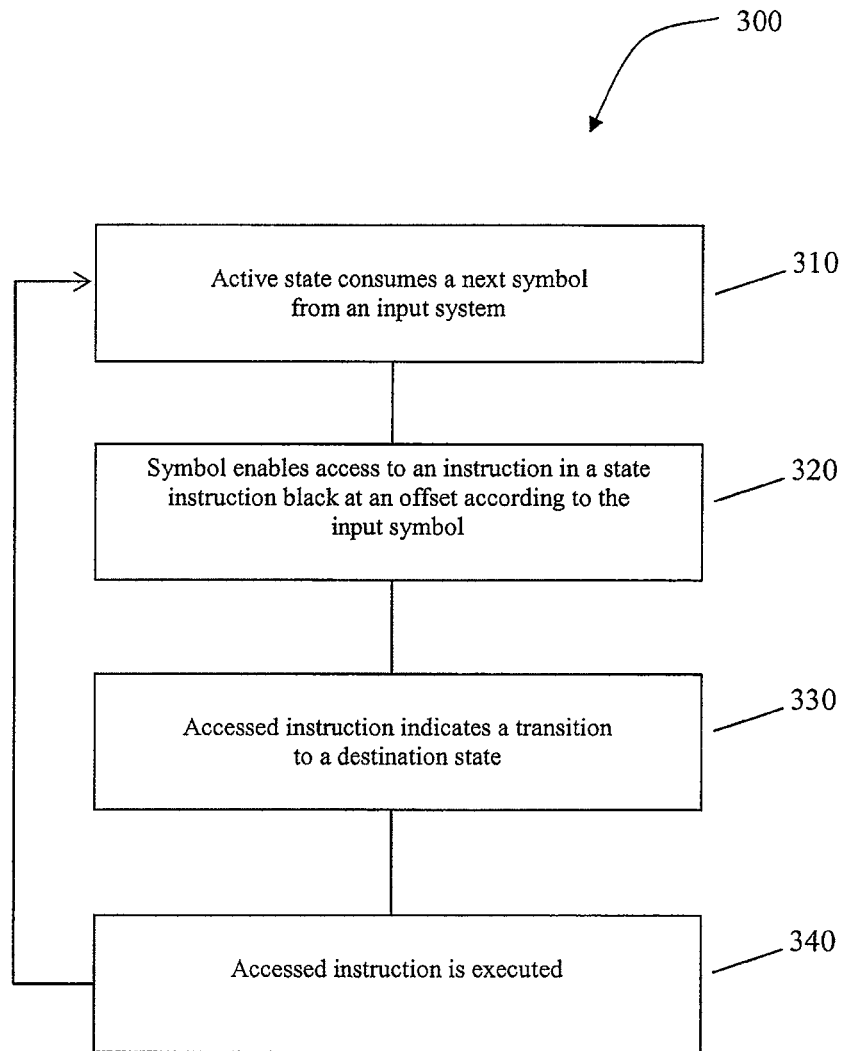 300
Active state consumes a next symbol
from an input system
310
Symbol enables access to an instruction in a state
instruction black at an offset according to the
input symbol
320
Accessed instruction indicates a transition
to a destination state
330
Accessed instruction is executed
340